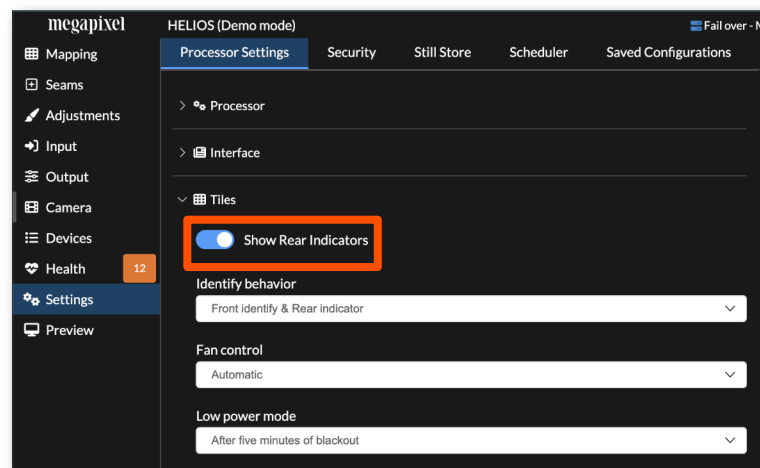 megapixel
HELIOS (Demo mode)
Fail over -
Mapping
Seams
Adjustments
Input
Output
Camera
Devices
Health 12
Settings
Preview
Processor Settings Security Still Store Scheduler Saved Configurations
Processor
Interface
Tiles
Show Rear Indicators
Identify behavior
Front identify & Rear indicator
Fan control
Automatic
Low power mode
After five minutes of blackout